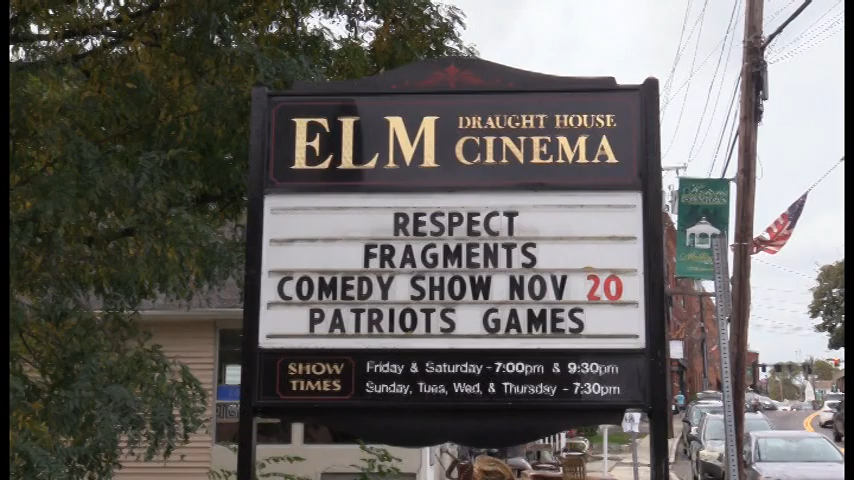 ELM DRAUGHT HOUSE
CINEMA
RESPECT
FRAGMENTS
COMEDY SHOW NOV 20
PATRIOTS GAMES
SHOW TIMES
Friday & Saturday - 7:00pm & 9:30pm
Sunday, Tues, Wed, & Thursday - 7:30pm